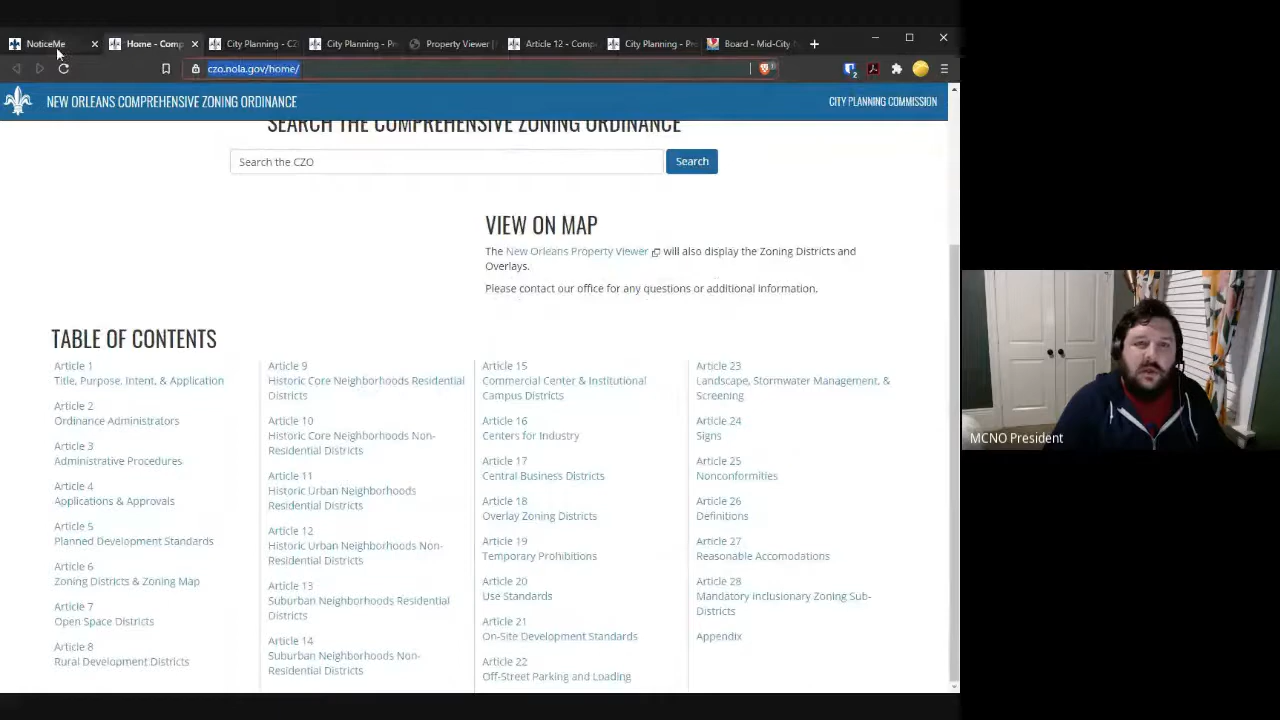 NoticeMe
Home - Comp
City Planning - CZ
City Planning - Pr
Property Viewer |
Article 12 - Comp
City Planning - Pr
Board - Mid-City
czo.nola.gov/home/
NEW ORLEANS COMPREHENSIVE ZONING ORDINANCE
CITY PLANNING COMMISSION
SEARCH THE COMPREHENSIVE ZONING ORDINANCE
Search the CZO
Search
VIEW ON MAP
The New Orleans Property Viewer will also display the Zoning Districts and
Overlays.
Please contact our office for any questions or additional information.
TABLE OF CONTENTS
Article 1
Title, Purpose, Intent, & Application
Article 2
Ordinance Administrators
Article 3
Administrative Procedures
Article 4
Applications & Approvals
Article 5
Planned Development Standards
Article 6
Zoning Districts & Zoning Map
Article 7
Open Space Districts
Article 8
Rural Development Districts
Article 9
Historic Core Neighborhoods Residential
Districts
Article 10
Historic Core Neighborhoods Non-
Residential Districts
Article 11
Historic Urban Neighborhoods
Residential Districts
Article 12
Historic Urban Neighborhoods Non-
Residential Districts
Article 13
Suburban Neighborhoods Residential
Districts
Article 14
Suburban Neighborhoods Non-
Residential Districts
Article 15
Commercial Center & Institutional
Campus Districts
Article 16
Centers for Industry
Article 17
Central Business Districts
Article 18
Overlay Zoning Districts
Article 19
Temporary Prohibitions
Article 20
Use Standards
Article 21
On-Site Development Standards
Article 22
Off-Street Parking and Loading
Article 23
Landscape, Stormwater Management, &
Screening
Article 24
Signs
Article 25
Nonconformities
Article 26
Definitions
Article 27
Reasonable Accomodations
Article 28
Mandatory Inclusionary Zoning Sub-
Districts
Appendix
MCNO President